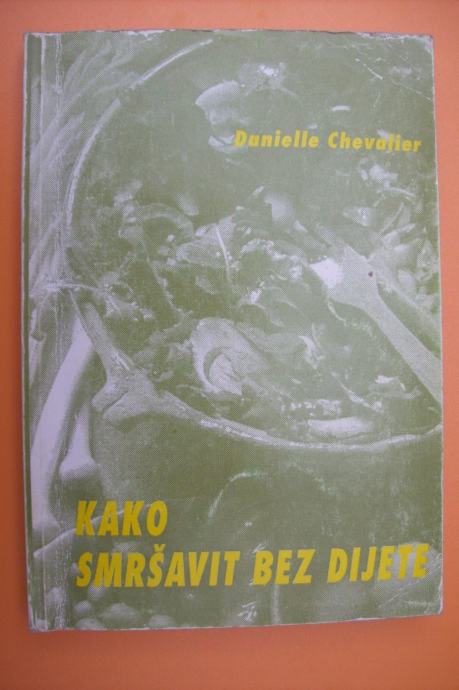 Danielle Chevalier
KAKO
SMRŠAVIT BEZ DIJETE